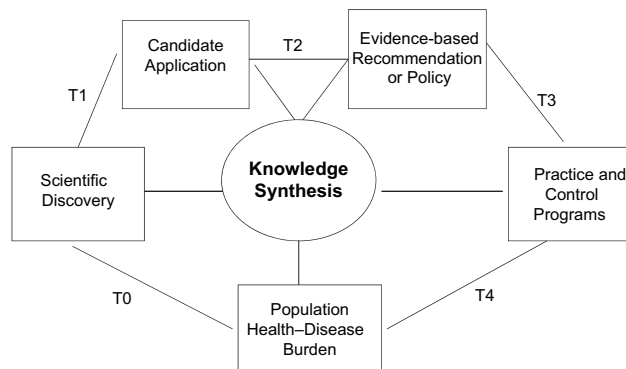 Candidate
Application
T2
Evidence-based
Recommendation
or Policy
T1
T3
Scientific
Discovery
Knowledge
Synthesis
Practice and
Control
Programs
T0
Population
Health–Disease
Burden
T4